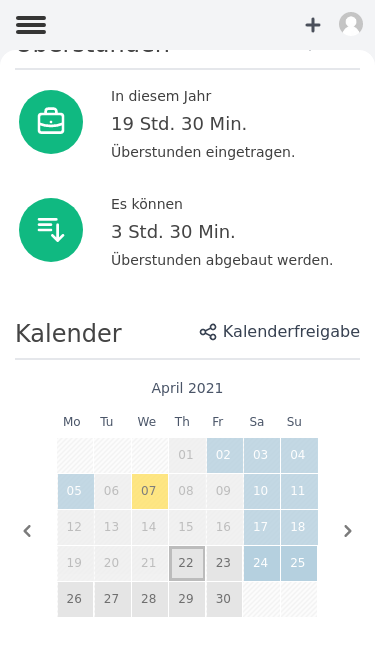 Überstunden
In diesem Jahr
19 Std. 30 Min.
Überstunden eingetragen.
Es können
3 Std. 30 Min.
Überstunden abgebaut werden.
Kalender
Kalenderfreigabe
April 2021
Mo Tu We Th Fr Sa Su
01 02 03 04
05 06 07 08 09 10 11
12 13 14 15 16 17 18
19 20 21 22 23 24 25
26 27 28 29 30